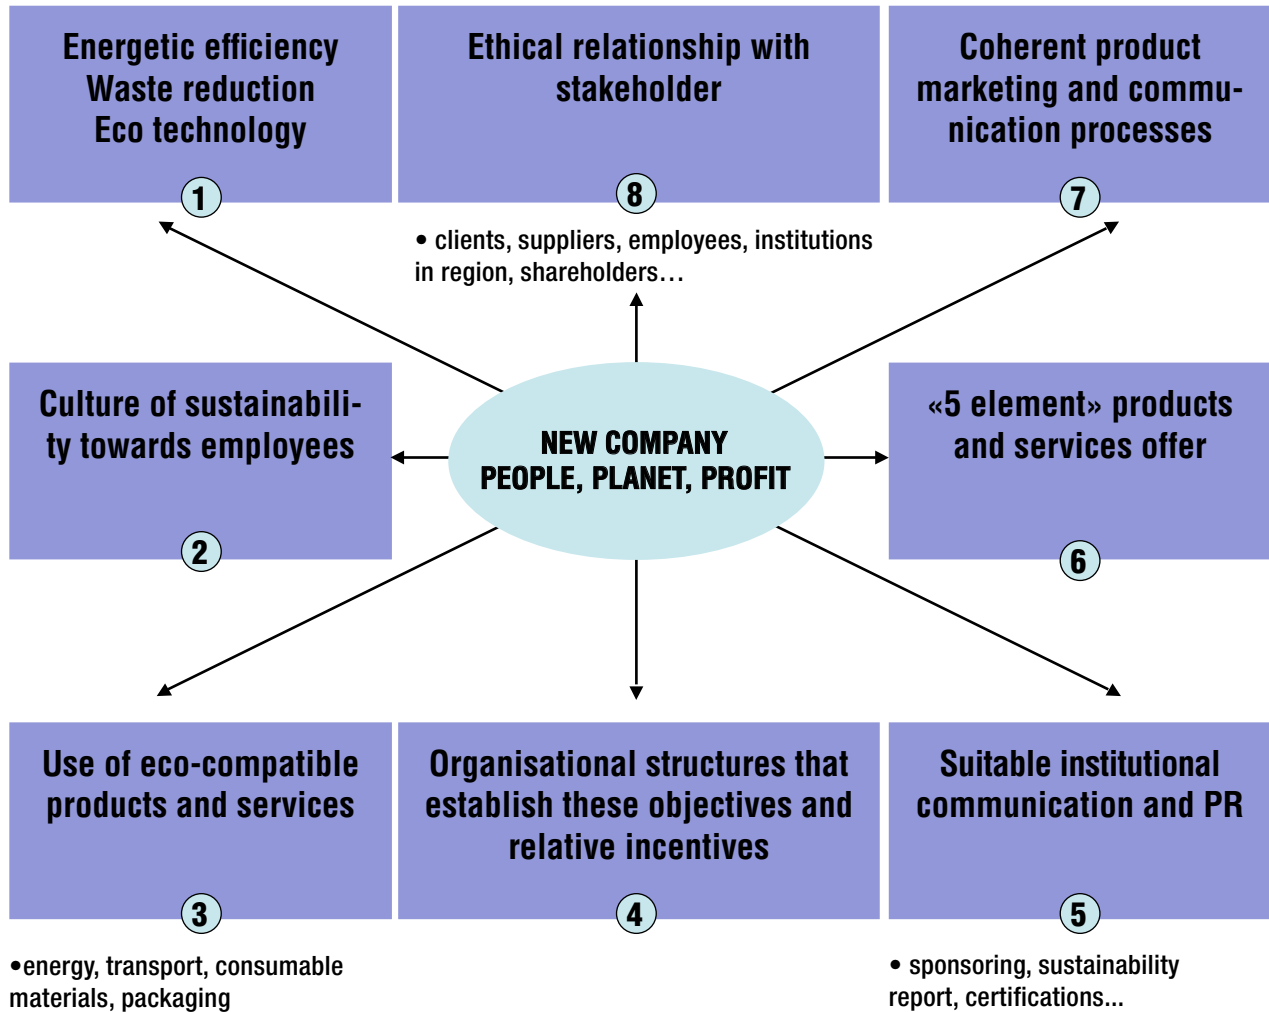 Energetic efficiency
Waste reduction
Eco technology
1
Ethical relationship with
stakeholder
8
• clients, suppliers, employees, institutions
in region, shareholders…
Coherent product
marketing and commu-
nication processes
7
Culture of sustainabili-
ty towards employees
2
NEW COMPANY
PEOPLE, PLANET, PROFIT
«5 element» products
and services offer
6
Use of eco-compatible
products and services
3
•energy, transport, consumable
materials, packaging
Organisational structures that
establish these objectives and
relative incentives
4
Suitable institutional
communication and PR
5
• sponsoring, sustainability
report, certifications...